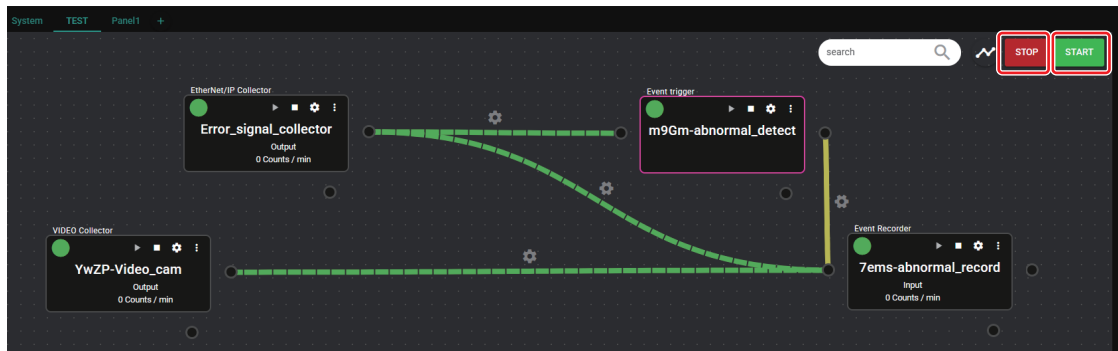 System TEST Panel1 +
search STOP START
EtherNet/IP Collector
Error_signal_collector
Output
0 Counts / min
Event trigger
m9Gm-abnormal_detect
VIDEO Collector
YwZP-Video_cam
Output
0 Counts / min
Event Recorder
7ems-abnormal_record
Input
0 Counts / min